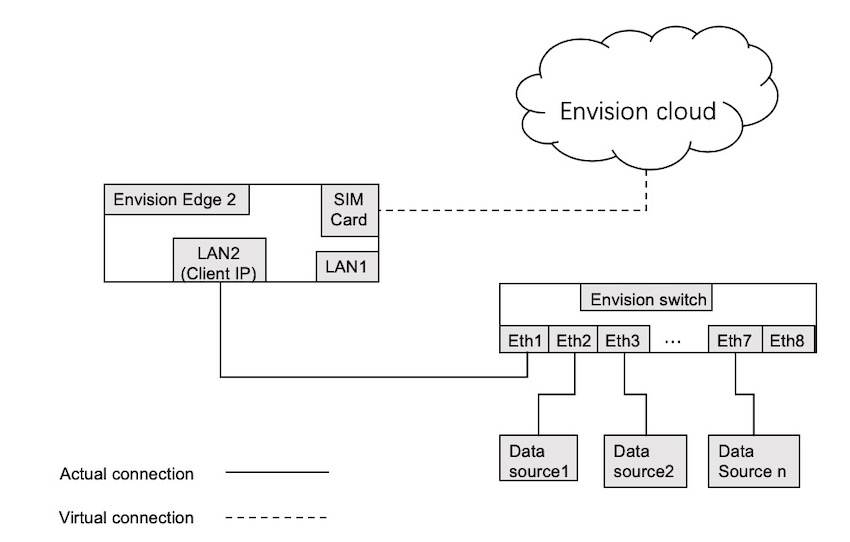 Envision cloud
Envision Edge 2
SIM
Card
LAN2
(Client IP)
LAN1
Envision switch
Eth1 Eth2 Eth3 ... Eth7 Eth8
Data
source1
Data
source2
Data
Source n
Actual connection
Virtual connection